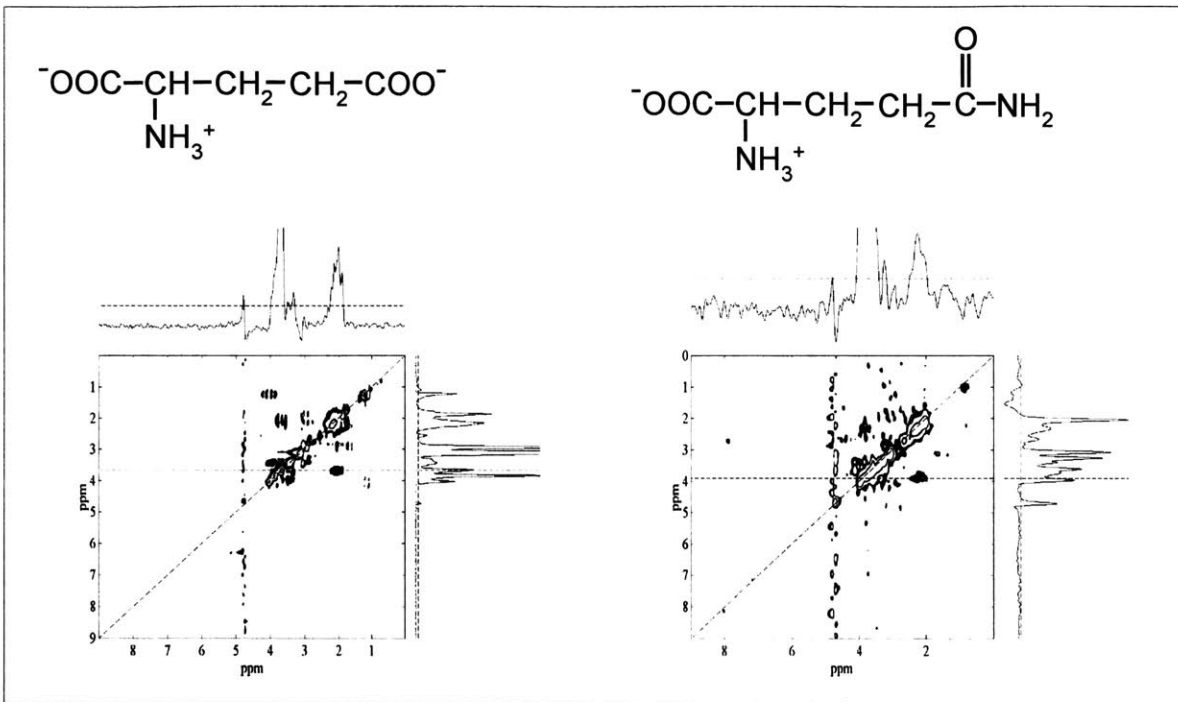 ⁻OOC–CH–CH₂–CH₂–COO⁻
NH₃⁺
O
⁻OOC–CH–CH₂–CH₂–C–NH₂
NH₃⁺
1
2
3
4
5
6
7
8
9
ppm
8 7 6 5 4 3 2 1
ppm
0
1
2
3
4
5
6
7
8
ppm
8 6 4 2
ppm